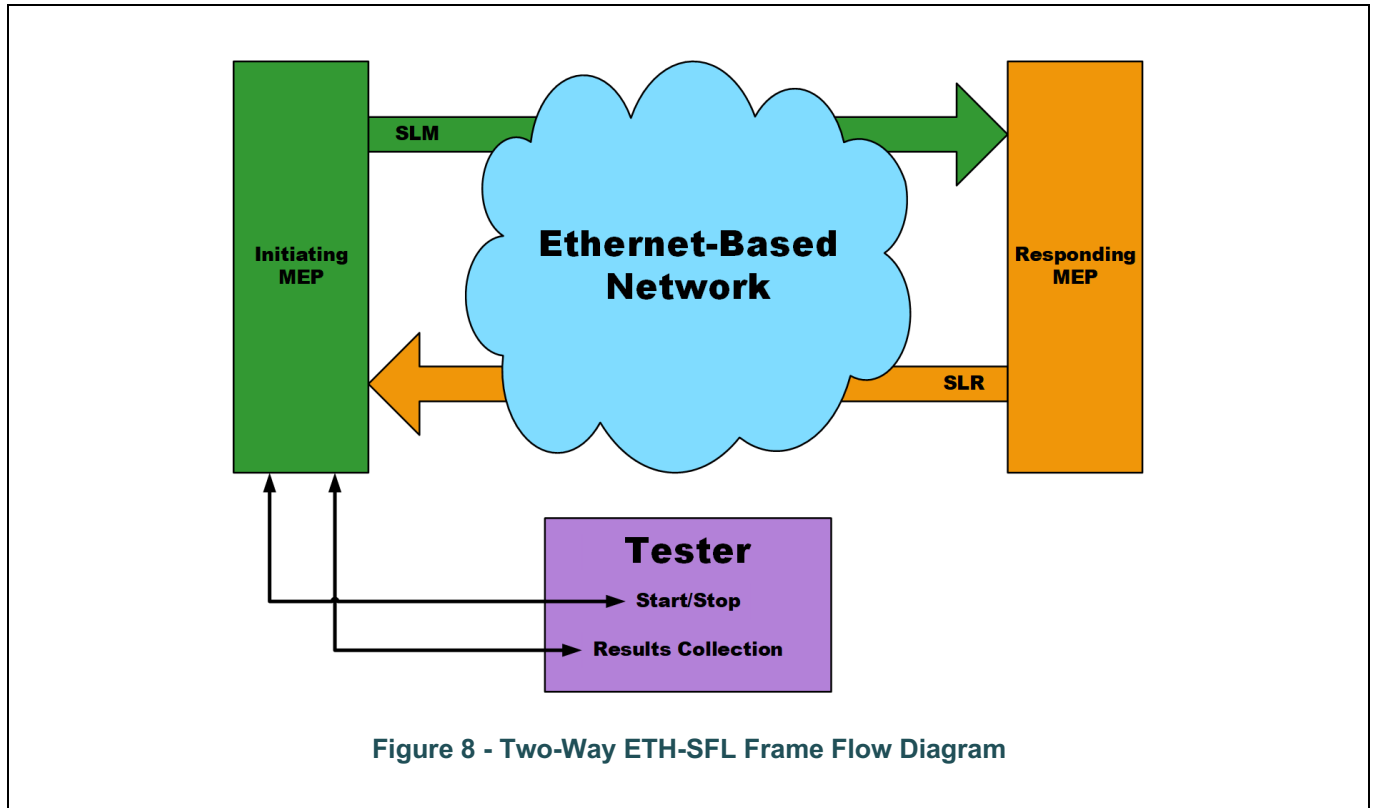 SLM
Initiating
MEP
Ethernet-Based
Network
Responding
MEP
SLR
Tester
Start/Stop
Results Collection
Figure 8 - Two-Way ETH-SFL Frame Flow Diagram